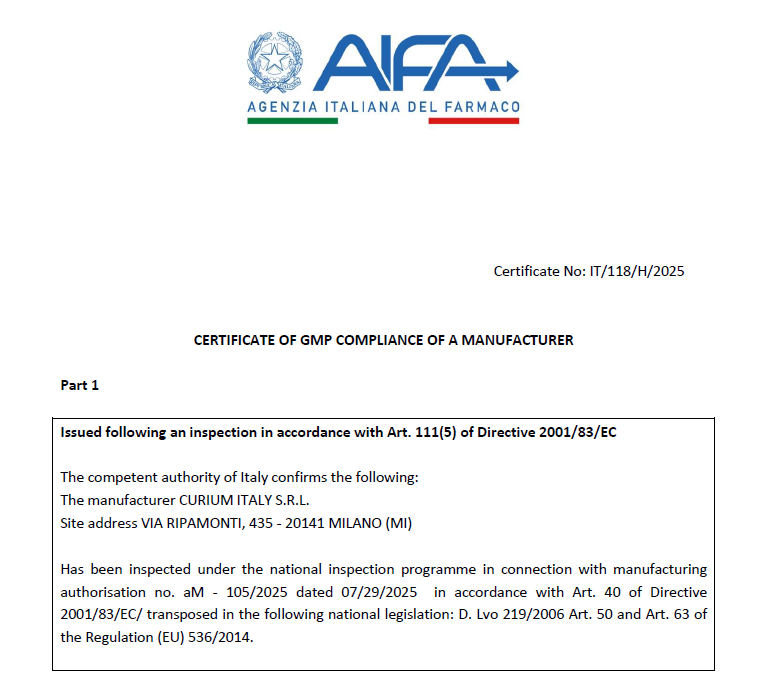 AIFA
AGENZIA ITALIANA DEL FARMACO
Certificate No: IT/118/H/2025
CERTIFICATE OF GMP COMPLIANCE OF A MANUFACTURER
Part 1
Issued following an inspection in accordance with Art. 111(5) of Directive 2001/83/EC
The competent authority of Italy confirms the following:
The manufacturer CURIUM ITALY S.R.L.
Site address VIA RIPAMONTI, 435 - 20141 MILANO (MI)
Has been inspected under the national inspection programme in connection with manufacturing
authorisation no. aM - 105/2025 dated 07/29/2025 in accordance with Art. 40 of Directive
2001/83/EC/ transposed in the following national legislation: D. Lvo 219/2006 Art. 50 and Art. 63 of
the Regulation (EU) 536/2014.